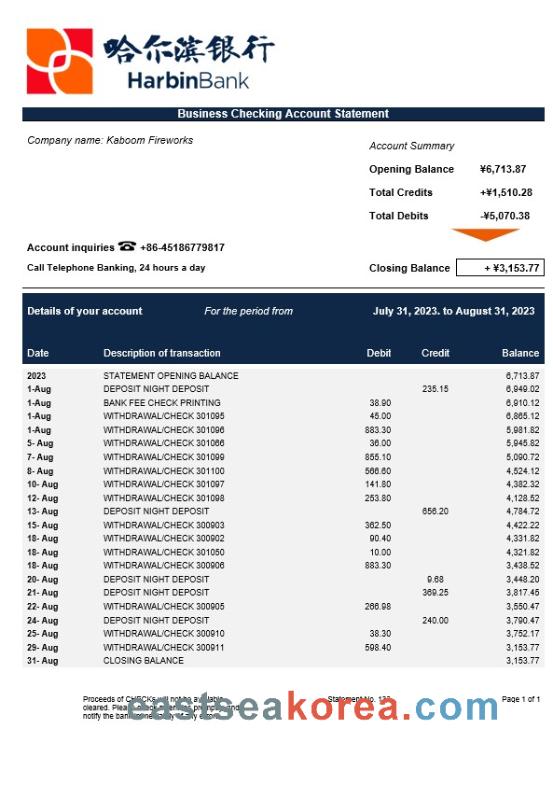 哈尔滨银行
HarbinBank
Business Checking Account Statement
Company name: Kaboom Fireworks
Account Summary
Opening Balance ¥6,713.87
Total Credits +¥1,510.28
Total Debits -¥5,070.38
Account inquiries ☎ +86-45186779817
Call Telephone Banking, 24 hours a day
Closing Balance + ¥3,153.77
Details of your account For the period from July 31, 2023. to August 31, 2023
Date Description of transaction Debit Credit Balance
2023 STATEMENT OPENING BALANCE 6,713.87
1-Aug DEPOSIT NIGHT DEPOSIT 235.15 6,949.02
1-Aug BANK FEE CHECK PRINTING 38.90 6,910.12
1-Aug WITHDRAWAL/CHECK 301095 45.00 6,865.12
1-Aug WITHDRAWAL/CHECK 301096 883.30 5,981.82
5- Aug WITHDRAWAL/CHECK 301066 36.00 5,945.82
7- Aug WITHDRAWAL/CHECK 301099 855.10 5,090.72
8- Aug WITHDRAWAL/CHECK 301100 566.60 4,524.12
10- Aug WITHDRAWAL/CHECK 301097 141.80 4,382.32
12- Aug WITHDRAWAL/CHECK 301098 253.80 4,128.52
13- Aug DEPOSIT NIGHT DEPOSIT 656.20 4,784.72
15- Aug WITHDRAWAL/CHECK 300903 362.50 4,422.22
18- Aug WITHDRAWAL/CHECK 300902 90.40 4,331.82
18- Aug WITHDRAWAL/CHECK 301050 10.00 4,321.82
18- Aug WITHDRAWAL/CHECK 300906 883.30 3,438.52
20- Aug DEPOSIT NIGHT DEPOSIT 9.68 3,448.20
21- Aug DEPOSIT NIGHT DEPOSIT 369.25 3,817.45
22- Aug WITHDRAWAL/CHECK 300905 266.98 3,550.47
24- Aug DEPOSIT NIGHT DEPOSIT 240.00 3,790.47
25- Aug WITHDRAWAL/CHECK 300910 38.30 3,752.17
29- Aug WITHDRAWAL/CHECK 300911 598.40 3,153.77
31- Aug CLOSING BALANCE 3,153.77
Proceeds of CHECKs will not be available Statement No. Page 1 of 1
cleared.
notify the bank
eastseakorea.com